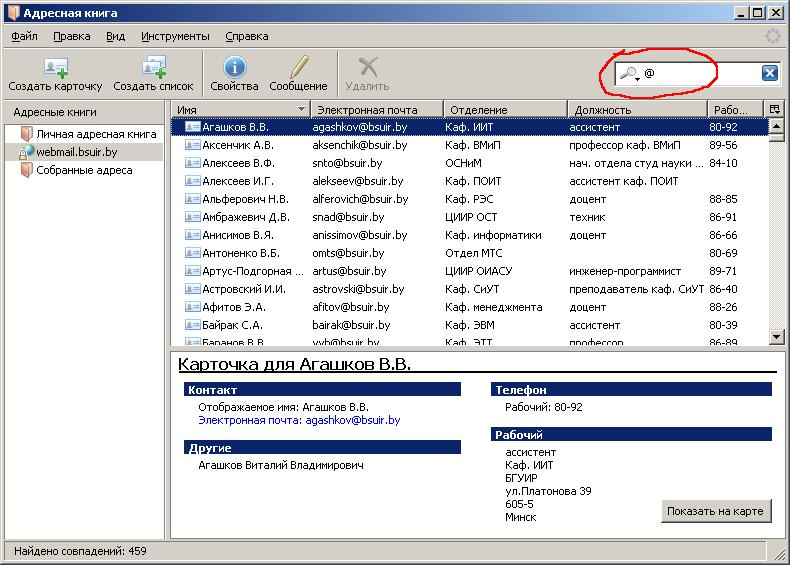 Адресная книга
Файл Правка Вид Инструменты Справка
Создать карточку Создать список Свойства Сообщение Удалить @
Адресные книги
Личная адресная книга
webmail.bsuir.by
Собранные адреса
Имя Электронная почта Отделение Должность Рабо...
Агашков В.В. agashkov@bsuir.by Каф. ИИТ ассистент 80-92
Аксенчик А.В. aksenchik@bsuir.by Каф. ВМиП профессор каф. ВМиП 89-56
Алексеев В.Ф. snto@bsuir.by ОСНиМ нач. отдела студ науки ... 84-10
Алексеев И.Г. alekseev@bsuir.by Каф. ПОИТ ассистент каф. ПОИТ
Альферович Н.В. alferovich@bsuir.by Каф. РЭС доцент 88-85
Амбражевич Д.В. snad@bsuir.by ЦИИР ОСТ техник 86-91
Анисимов В.Я. anissimov@bsuir.by Каф. информатики доцент 86-66
Антоненко В.Б. omts@bsuir.by Отдел МТС 80-69
Артус-Подгорная ... artus@bsuir.by ЦИИР ОИАСУ инженер-программист 89-71
Астровский И.И. astrovski@bsuir.by Каф. СиУТ преподаватель каф. СиУТ 86-40
Афитов Э.А. afitov@bsuir.by Каф. менеджмента доцент 88-26
Байрак С.А. bairak@bsuir.by Каф. ЭВМ ассистент 80-39
Баранов В.В. vvb@bsuir.by Каф. ЭТТ профессор 86-89
Карточка для Агашков В.В.
Контакт
Отображаемое имя: Агашков В.В.
Электронная почта: agashkov@bsuir.by
Другие
Агашков Виталий Владимирович
Телефон
Рабочий: 80-92
Рабочий
ассистент
Каф. ИИТ
БГУИР
ул.Платонова 39
605-5
Минск
Показать на карте
Найдено совпадений: 459